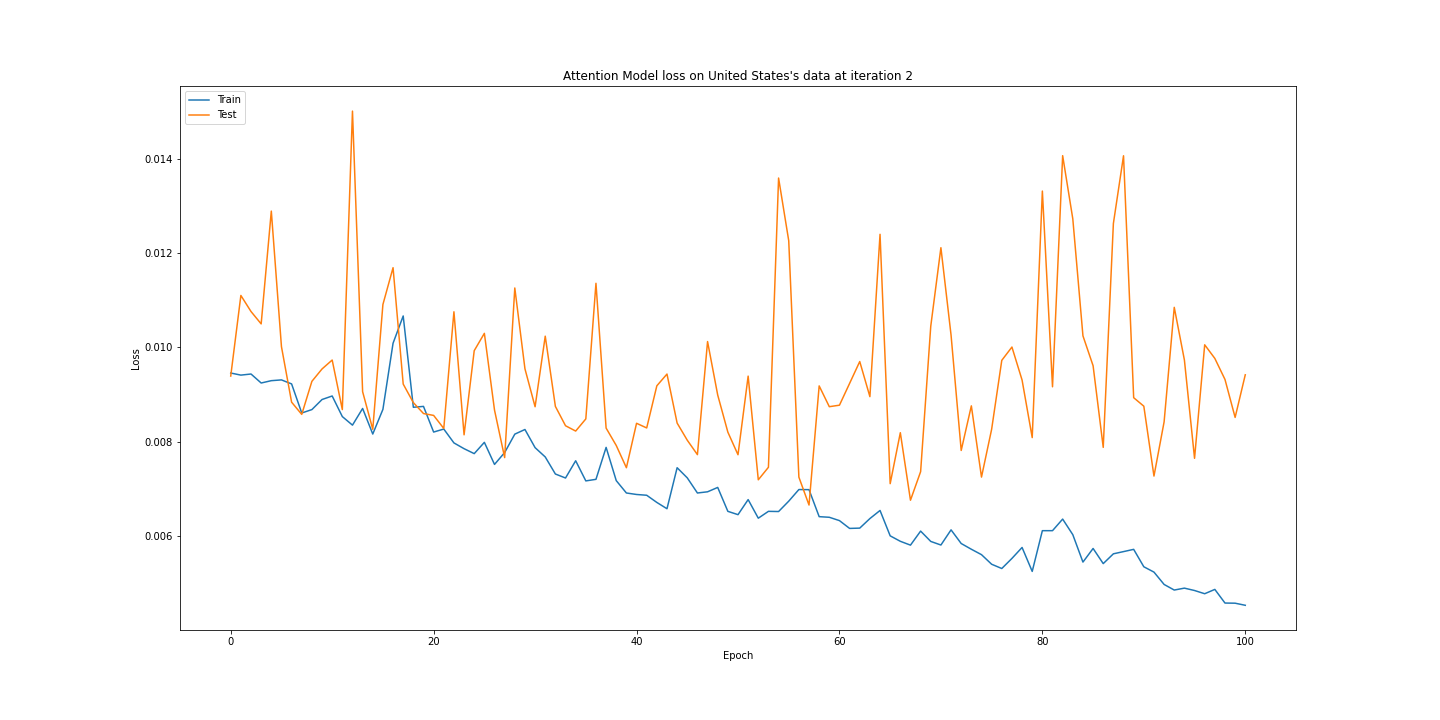 Attention Model loss on United States's data at iteration 2
Train
Test
0.014
0.012
0.010
0.008
0.006
Loss
0
20
40
60
80
100
Epoch